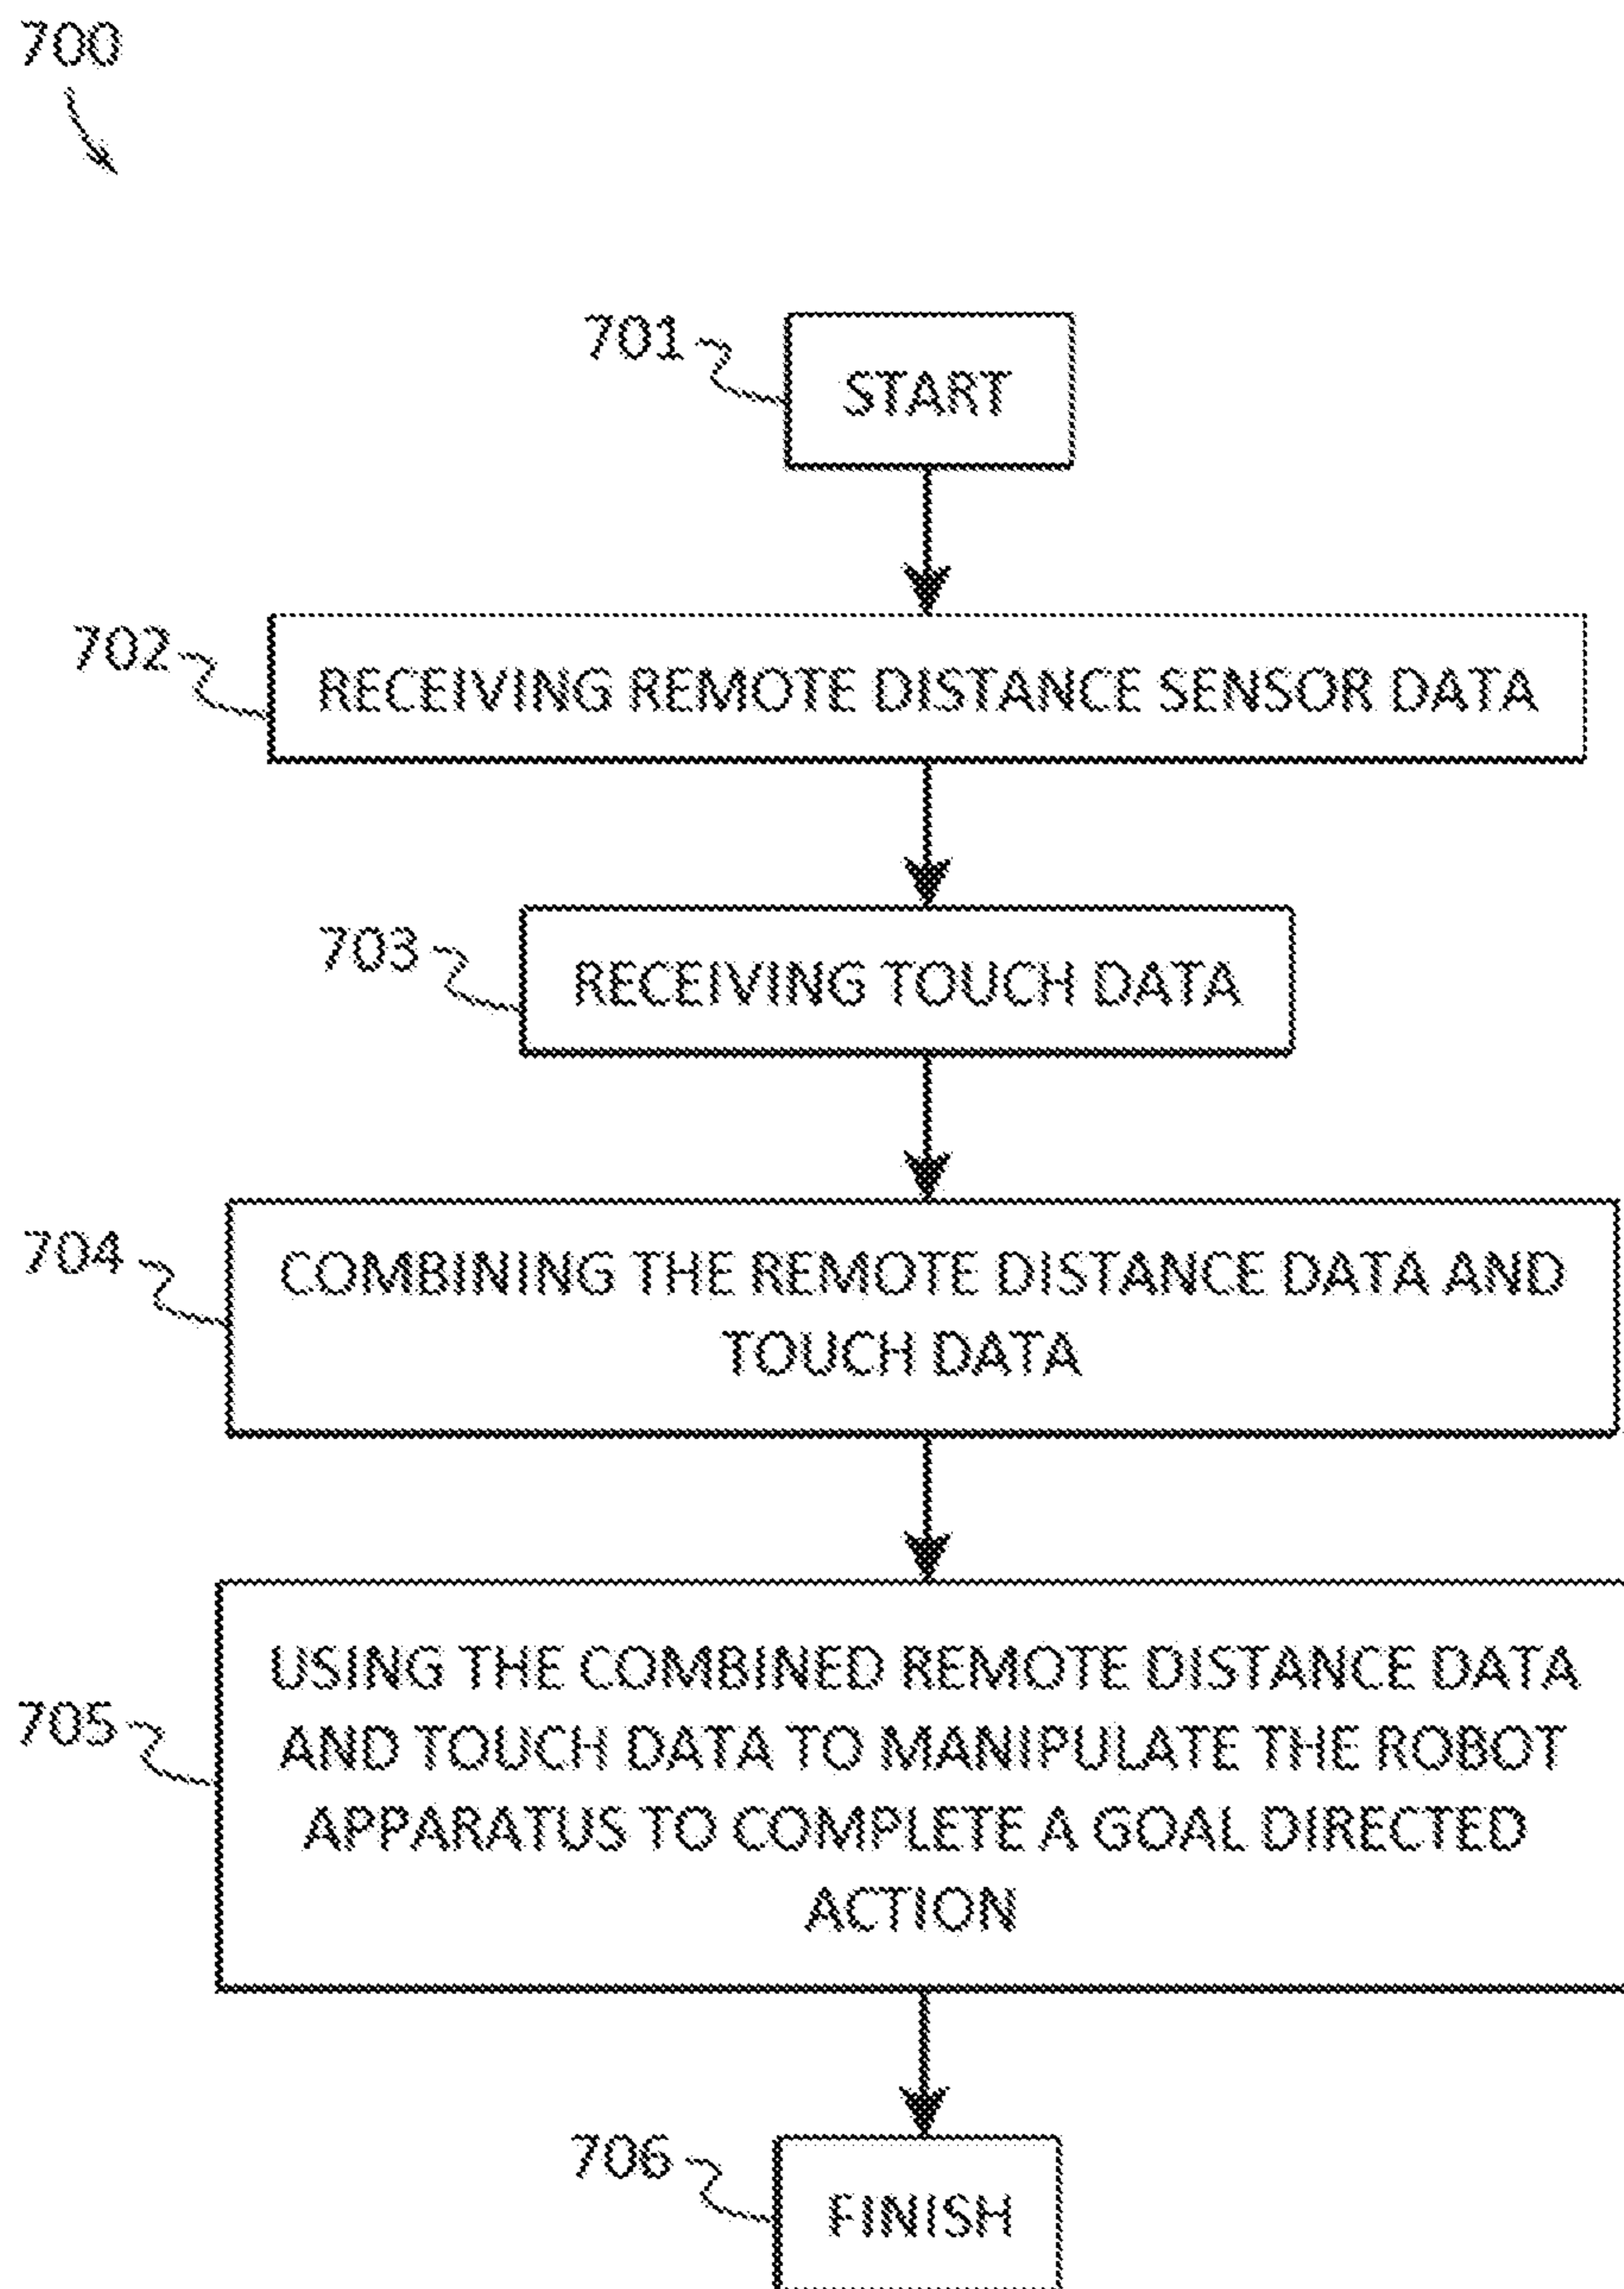 700
701
START
702
RECEIVING REMOTE DISTANCE SENSOR DATA
703
RECEIVING TOUCH DATA
704
COMBINING THE REMOTE DISTANCE DATA AND
TOUCH DATA
705
USING THE COMBINED REMOTE DISTANCE DATA
AND TOUCH DATA TO MANIPULATE THE ROBOT
APPARATUS TO COMPLETE A GOAL DIRECTED
ACTION
706
FINISH